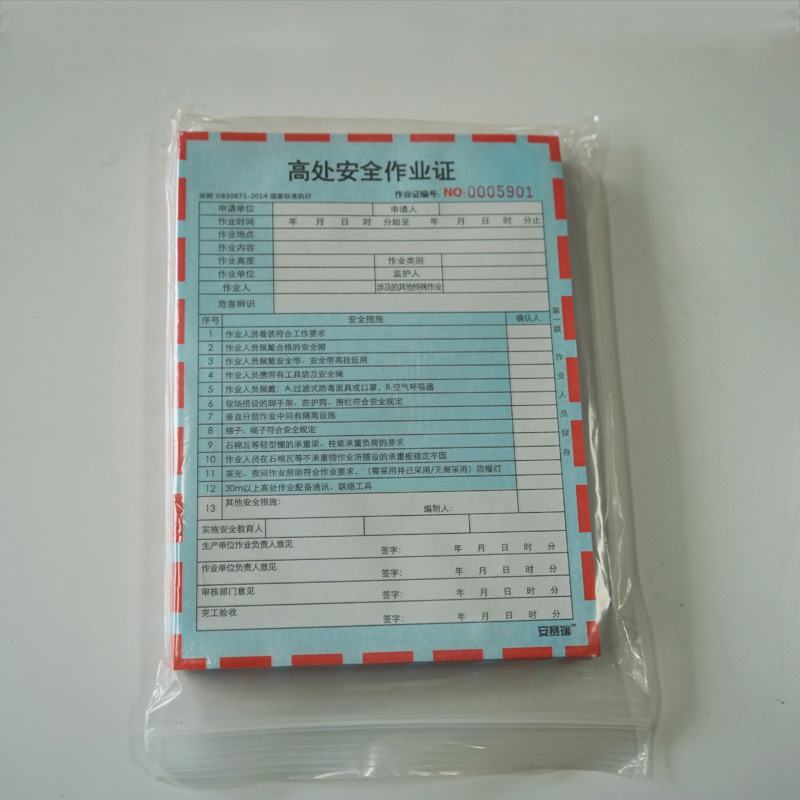 高处安全作业证
依照 GB30871-2014 国家标准执行 作业证编号: NO:0005901
申请单位 申请人
作业时间 年 月 日 时 分始至 年 月 日 时 分止
作业地点
作业内容
作业高度 作业类别
作业单位 监护人
作业人 涉及的其他特殊作业
危害辨识
序号 安全措施 确认人
1 作业人员着装符合工作要求
2 作业人员佩戴合格的安全帽
3 作业人员佩戴安全带、安全带高挂低用
4 作业人员携带有工具袋及安全绳
5 作业人员佩戴:A.过滤式防毒面具或口罩、B.空气呼吸器
6 现场搭设的脚手架、防护网、围栏符合安全规定
7 垂直分层作业中间有隔离设施
8 梯子、绳子符合安全规定
9 石棉瓦等轻型棚的承重梁、柱能承重负荷的要求
10 作业人员在石棉瓦等不承重物作业所搭设的承重板稳定牢固
11 采光、夜间作业照明符合作业要求,(需采用并已采用/无需采用)防爆灯
12 30m以上高处作业配备通讯、联络工具
13 其他安全措施: 编制人:
实施安全教育人
生产单位作业负责人意见 签字: 年 月 日 时 分
作业单位负责人意见 签字: 年 月 日 时 分
审核部门意见 签字: 年 月 日 时 分
完工验收 签字: 年 月 日 时 分
第一联 作业人员保存
安赛瑞™